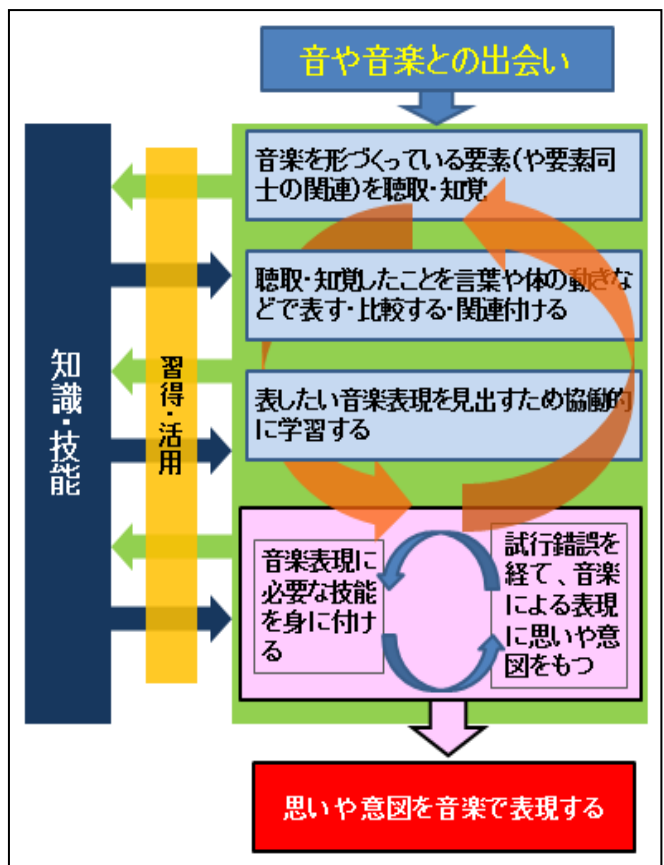 音や音楽との出会い
音楽を形づくっている要素(や要素同
士の関連)を聴取・知覚
聴取・知覚したことを言葉や体の動きな
どで表す・比較する・関連付ける
表したい音楽表現を見出すため協働的
に学習する
知識・技能
習得・活用
音楽表現に
必要な技能
を身に付け
る
試行錯誤を
経て、音楽
による表現
に思いや意
図をもつ
思いや意図を音楽で表現する